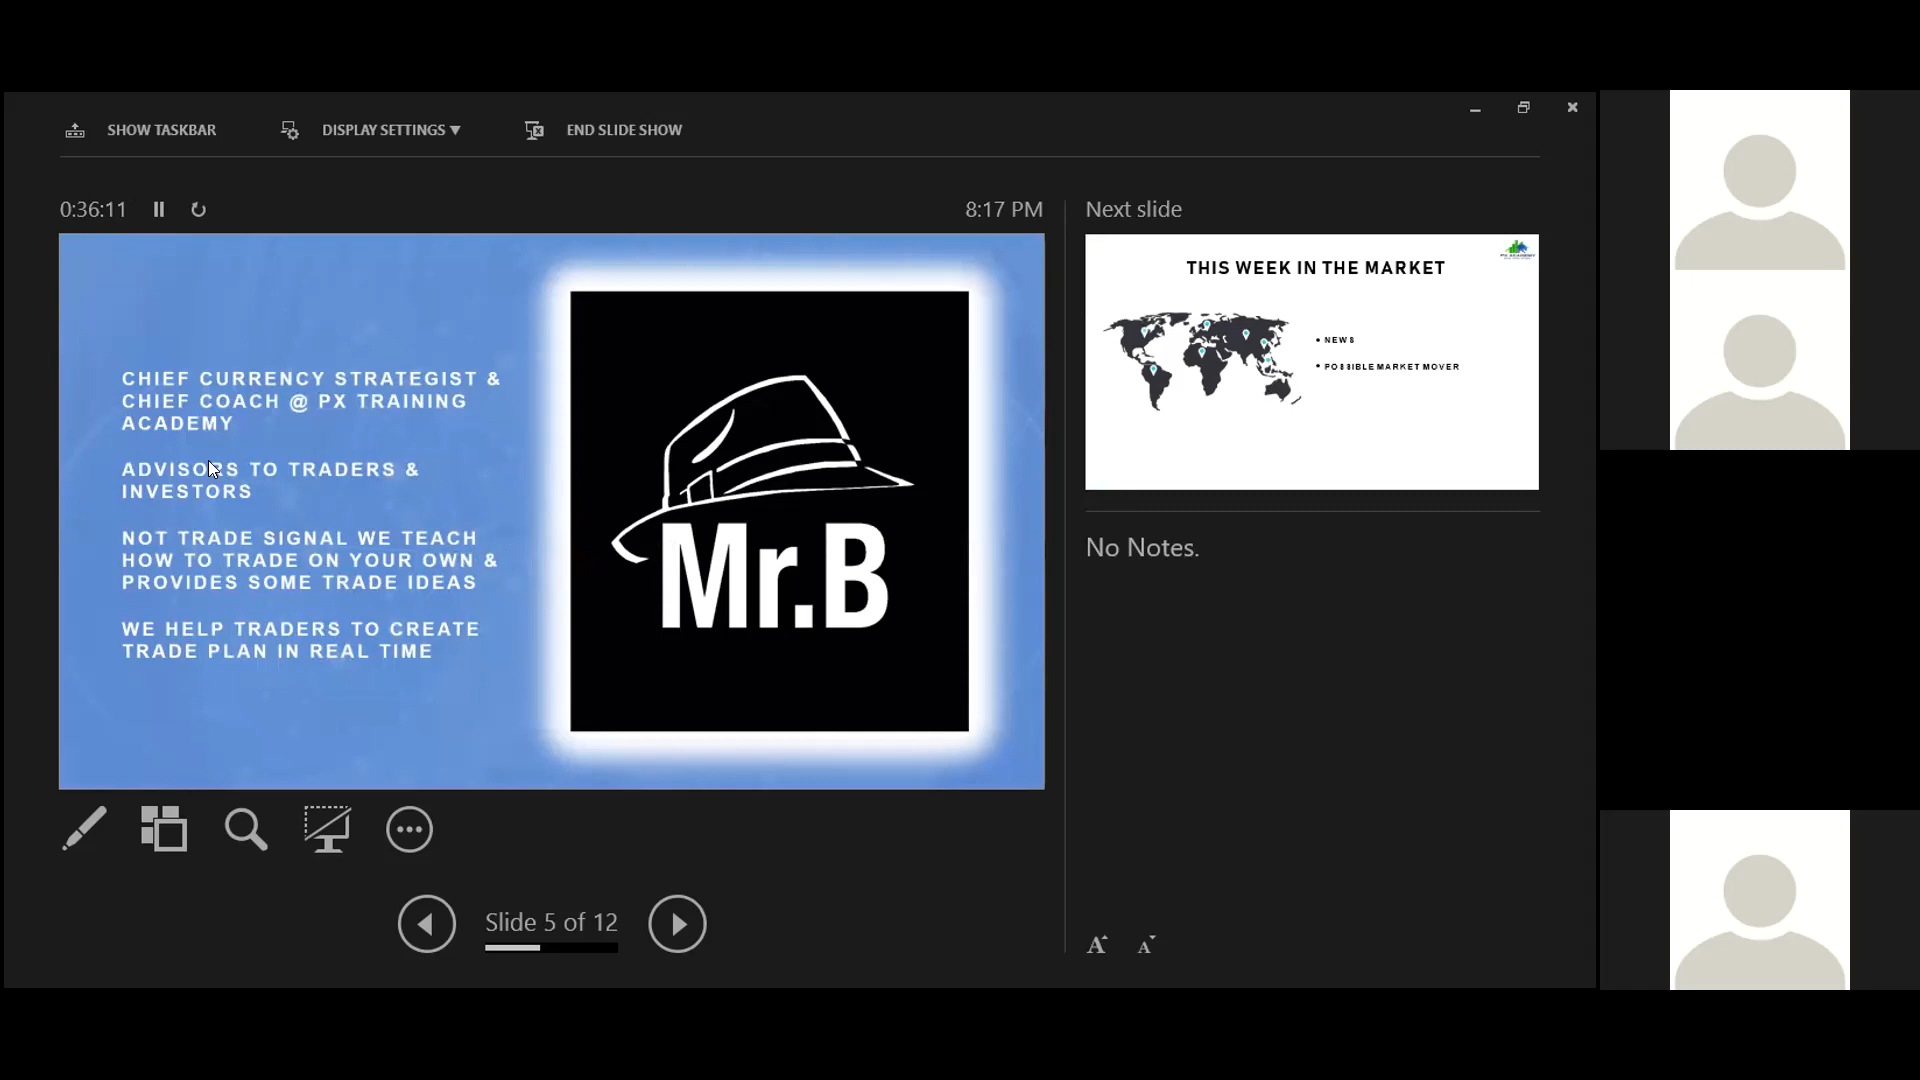 SHOW TASKBAR
DISPLAY SETTINGS
END SLIDE SHOW
0:36:11
8:17 PM
Next slide
CHIEF CURRENCY STRATEGIST &
CHIEF COACH @ PX TRAINING
ACADEMY
ADVISORS TO TRADERS &
INVESTORS
NOT TRADE SIGNAL WE TEACH
HOW TO TRADE ON YOUR OWN &
PROVIDES SOME TRADE IDEAS
WE HELP TRADERS TO CREATE
TRADE PLAN IN REAL TIME
Mr.B
THIS WEEK IN THE MARKET
PX ACADEMY
• NEWS
• POSSIBLE MARKET MOVER
No Notes.
Slide 5 of 12
A A